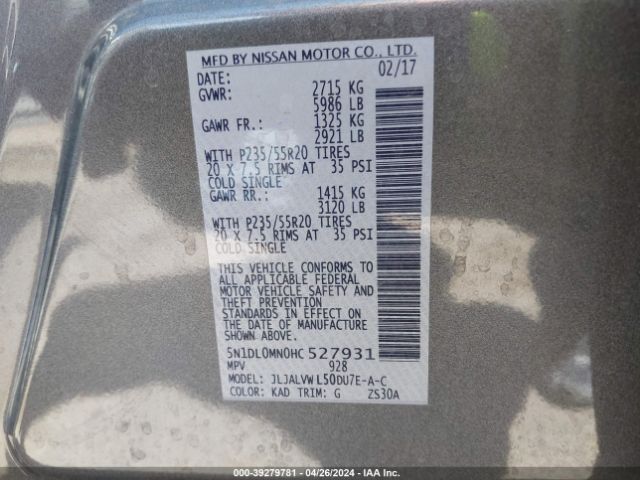 MFD BY NISSAN MOTOR CO., LTD.
DATE: 02/17
GVWR: 2715 KG
5986 LB
GAWR FR.: 1325 KG
2921 LB
WITH P235/55R20 TIRES
20 X 7.5 RIMS AT 35 PSI
COLD SINGLE
GAWR RR.: 1415 KG
3120 LB
WITH P235/55R20 TIRES
20 X 7.5 RIMS AT 35 PSI
COLD SINGLE
THIS VEHICLE CONFORMS TO
ALL APPLICABLE FEDERAL
MOTOR VEHICLE SAFETY AND
THEFT PREVENTION
STANDARDS IN EFFECT ON
THE DATE OF MANUFACTURE
SHOWN ABOVE.
5N1DL0MN0HC527931
MPV 928
MODEL: JLJALVWL50DU7E-A-C
COLOR: KAD TRIM: G ZS30A
000-39279781 - 04/26/2024 - IAA Inc.